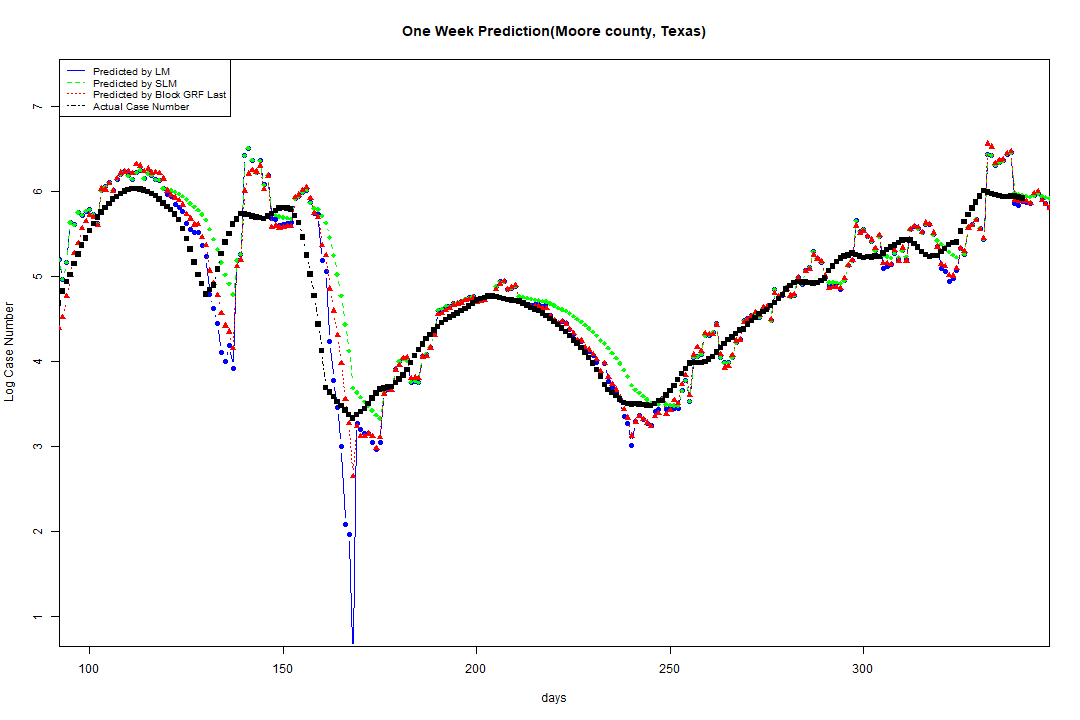 One Week Prediction(Moore county, Texas)
Predicted by LM
Predicted by SLM
Predicted by Block GRF Last
Actual Case Number
Log Case Number
7
6
5
4
3
2
1
100 150 200 250 300
days